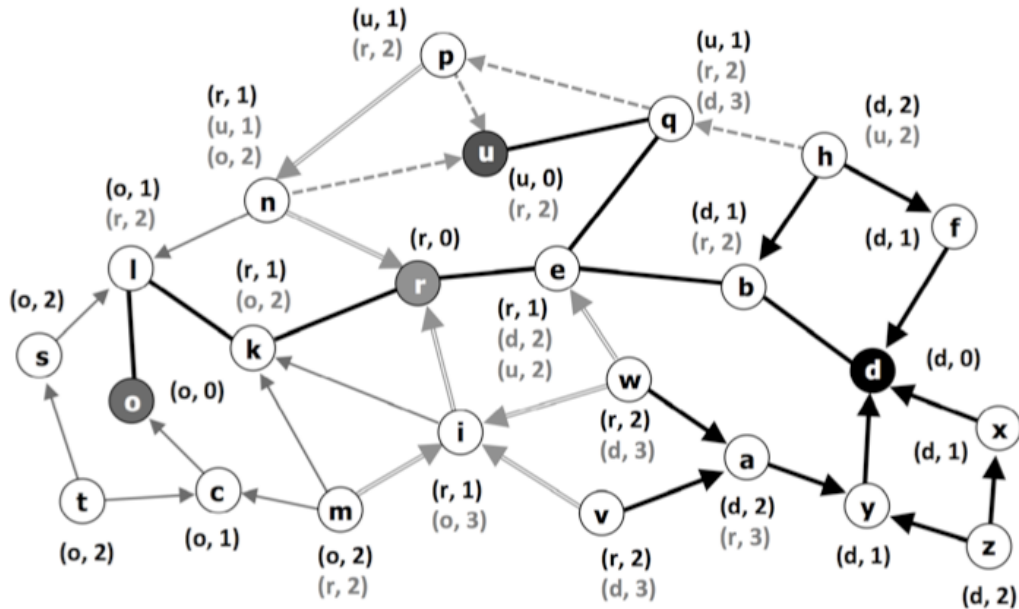 (u, 1)
(r, 2)
p
(u, 1)
(r, 2)
(d, 3)
q
(r, 1)
(u, 1)
(o, 2)
n
u
(u, 0)
(r, 2)
(d, 2)
(u, 2)
h
(o, 1)
(r, 2)
l
(r, 0)
r
e
(r, 1)
(d, 2)
(u, 2)
(d, 1)
(r, 2)
b
(d, 1)
f
(o, 2)
s
(r, 1)
(o, 2)
k
o
(o, 0)
w
(r, 2)
(d, 3)
d
(d, 0)
i
(r, 1)
(o, 3)
a
(d, 2)
(r, 3)
x
(d, 1)
t
(o, 2)
c
(o, 1)
m
(o, 2)
(r, 2)
v
(r, 2)
(d, 3)
y
(d, 1)
z
(d, 2)